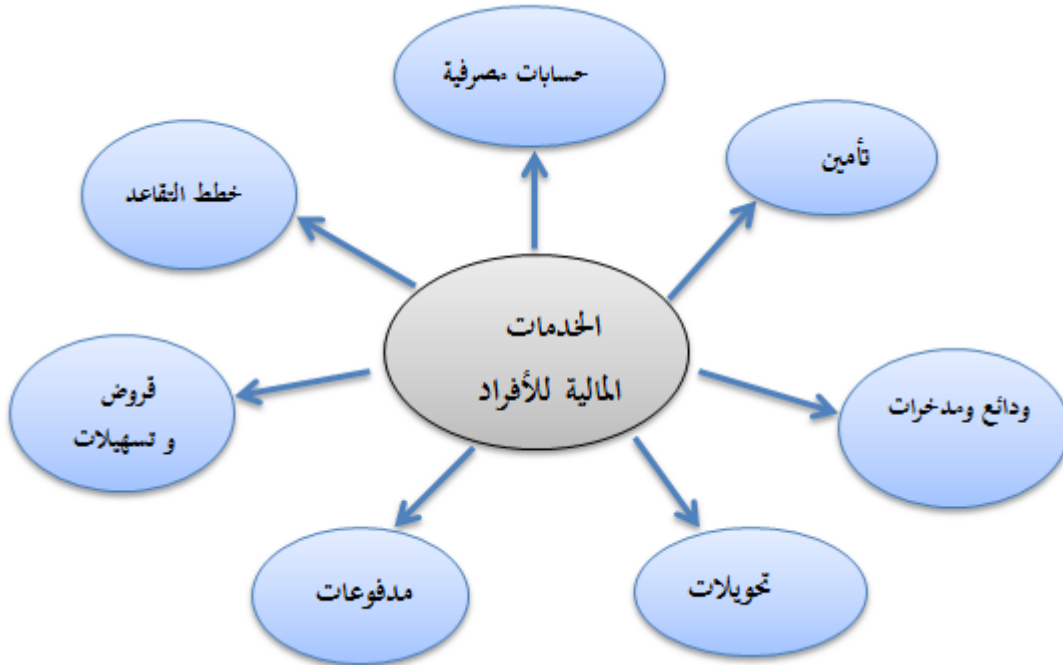 حسابات مصرفية
تأمين
خطط التقاعد
الخدمات
المالية للأفراد
قروض
و تسهيلات
ودائع ومدخرات
مدفوعات
تحويلات